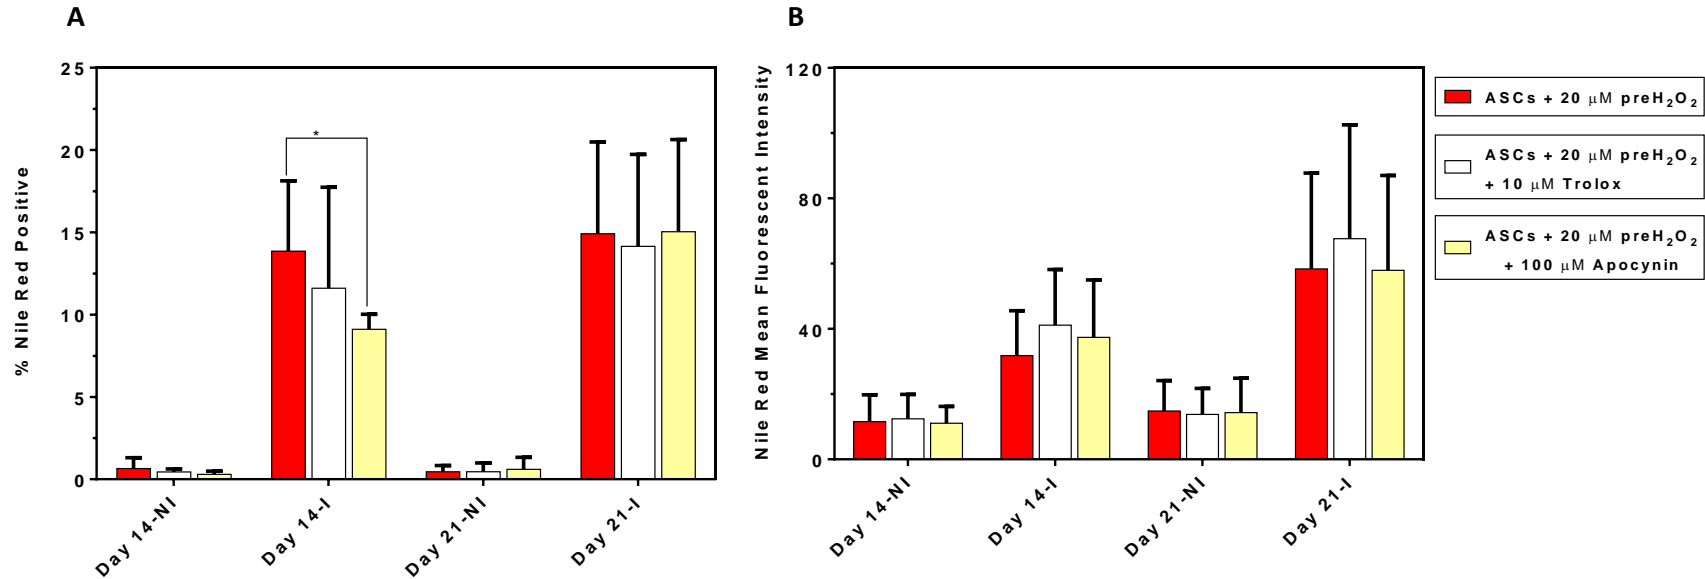 A
% Nile Red Positive
25
20
15
10
5
0
*
Day 14-NI
Day 14-I
Day 21-NI
Day 21-I
B
Nile Red Mean Fluorescent Intensity
120
80
40
0
Day 14-NI
Day 14-I
Day 21-NI
Day 21-I
ASCs + 20 µM preH₂O₂
ASCs + 20 µM preH₂O₂
+ 10 µM Trolox
ASCs + 20 µM preH₂O₂
+ 100 µM Apocynin